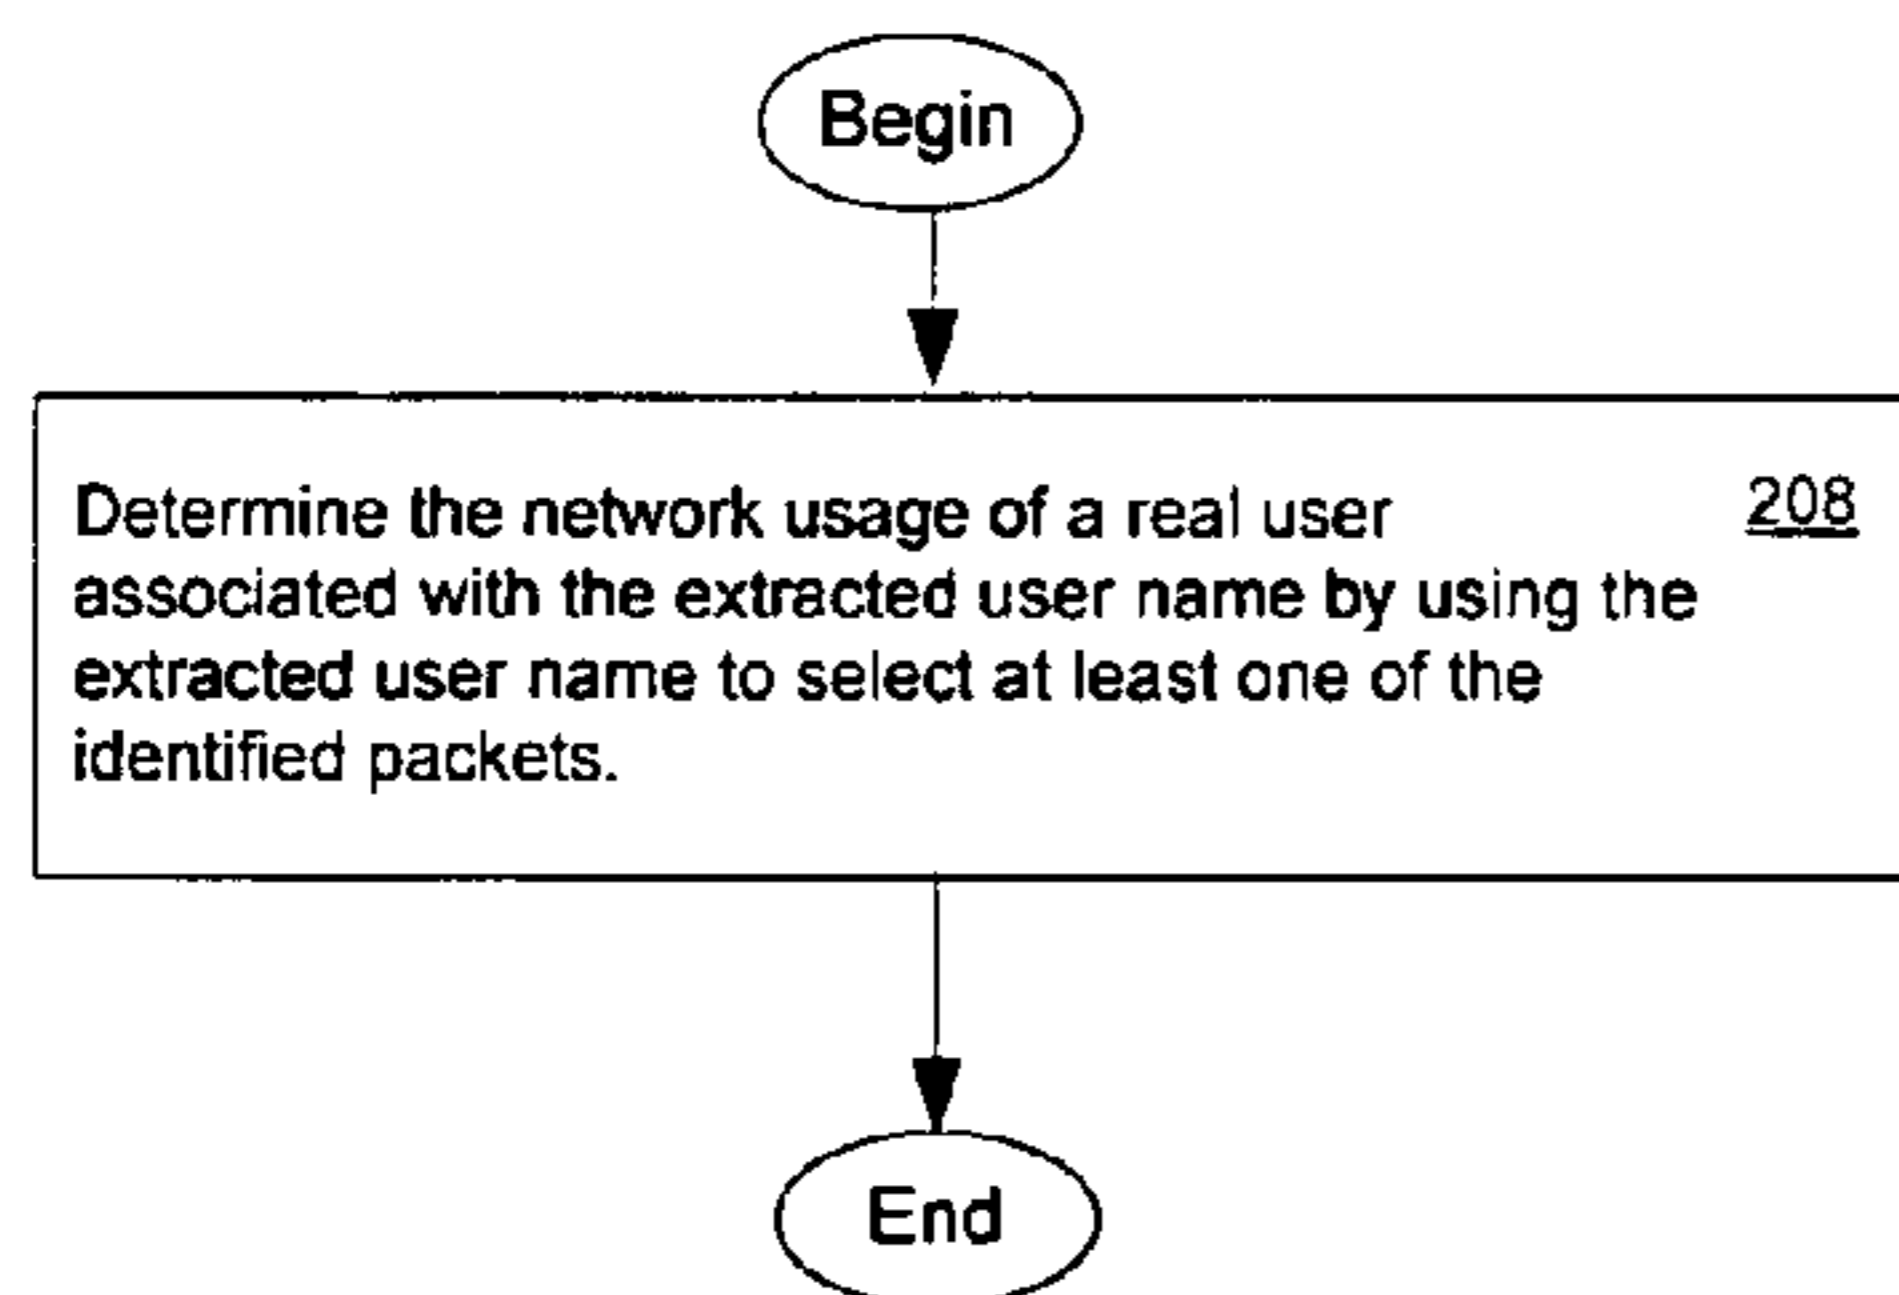 Begin
Determine the network usage of a real user 208
associated with the extracted user name by using the
extracted user name to select at least one of the
identified packets.
End